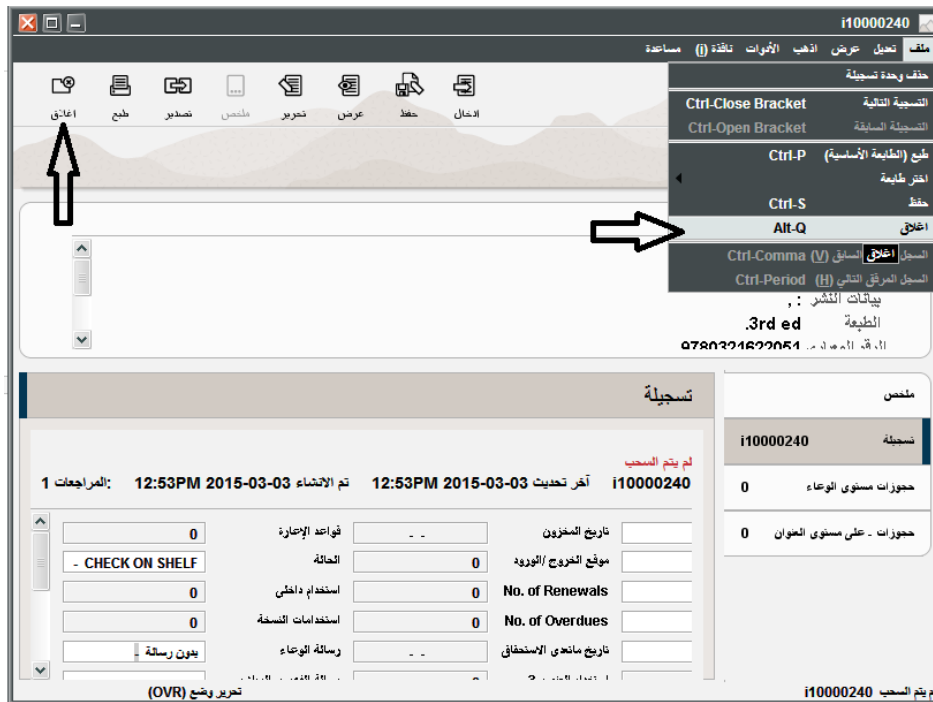 i10000240
ملف تعديل عرض اذهب الأدوات نافذة (j) مساعدة
حذف وحدة تسجيلة
التسجية التالية Ctrl-Close Bracket
التسجيلة السابقة Ctrl-Open Bracket
طبع (الطابعة الأساسية) Ctrl-P
اختر طابعة
حفظ Ctrl-S
اغلاق Alt-Q
السجل السابق (V) Ctrl-Comma
اغلاق
السجل المرفق التالي (H) Ctrl-Period
ادخال حفظ عرض تحرير ملخص تصدير طبع اغلاق
بيانات النشر : ,
الطبعة 3rd ed.
9780321622051
ملخص
تسجيلة i10000240
حجوزات مستوى الوعاء 0
حجوزات - على مستوى العنوان 0
تسجيلة
لم يتم السحب
i10000240 آخر تحديث 2015-03-03 12:53PM تم الانشاء 2015-03-03 12:53PM المراجعات: 1
تاريخ المخزون - - قواعد الإعارة 0
موقع الخروج /الورود 0 الحالة - CHECK ON SHELF
No. of Renewals 0 استخدام داخلى 0
No. of Overdues 0 استخدامات النسخة 0
تاريخ ماتعدى الاستحقاق - - رسالة الوعاء بدون رسالة -
يتم السحب i10000240
تحرير وضع (OVR)